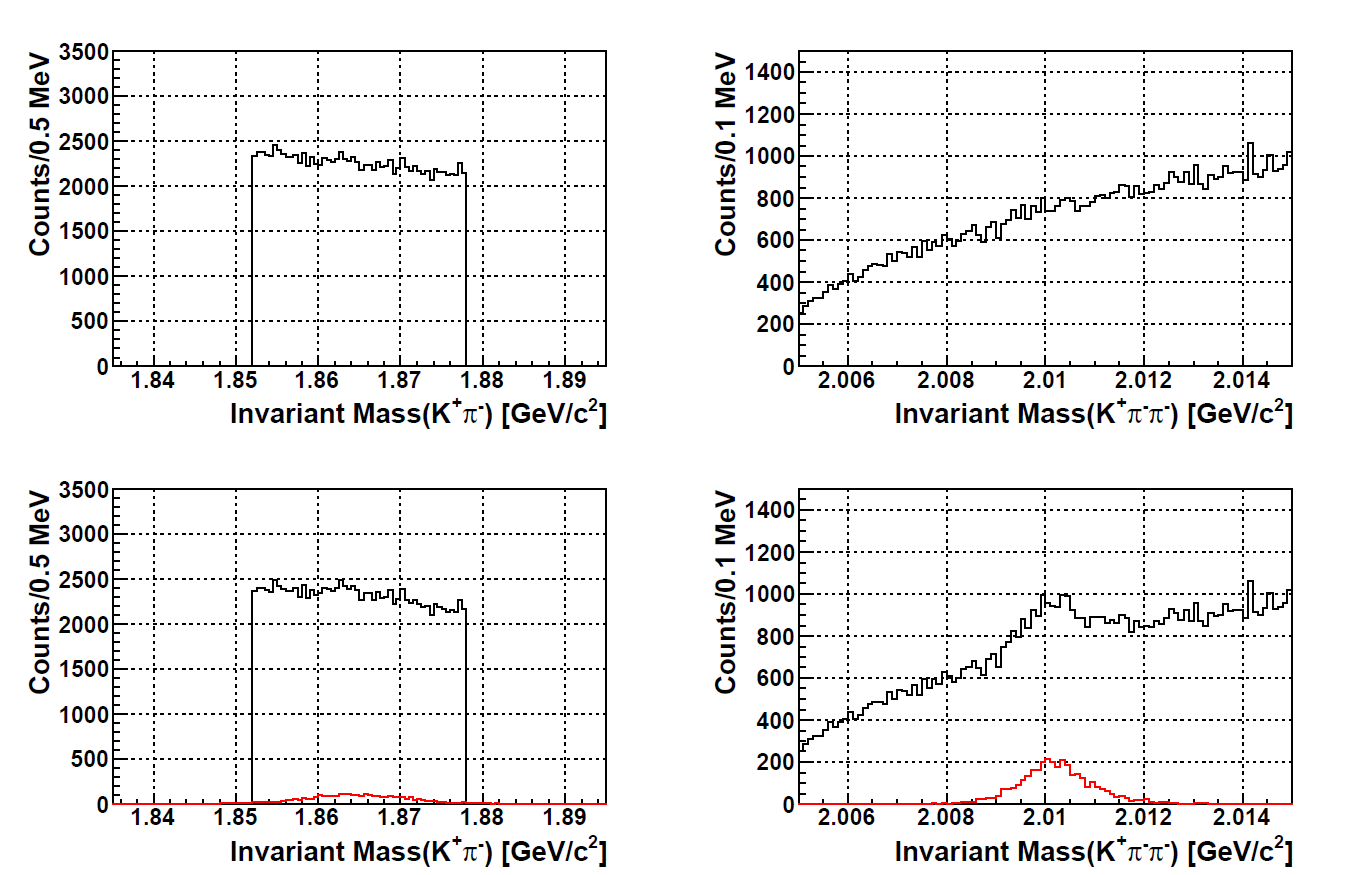 Counts/0.5 MeV
3500
3000
2500
2000
1500
1000
500
0
1.84 1.85 1.86 1.87 1.88 1.89
Invariant Mass(K⁺π⁻) [GeV/c²]
Counts/0.1 MeV
1400
1200
1000
800
600
400
200
0
2.006 2.008 2.01 2.012 2.014
Invariant Mass(K⁺π⁻π⁻) [GeV/c²]
Counts/0.5 MeV
3500
3000
2500
2000
1500
1000
500
0
1.84 1.85 1.86 1.87 1.88 1.89
Invariant Mass(K⁺π⁻) [GeV/c²]
Counts/0.1 MeV
1400
1200
1000
800
600
400
200
0
2.006 2.008 2.01 2.012 2.014
Invariant Mass(K⁺π⁻π⁻) [GeV/c²]